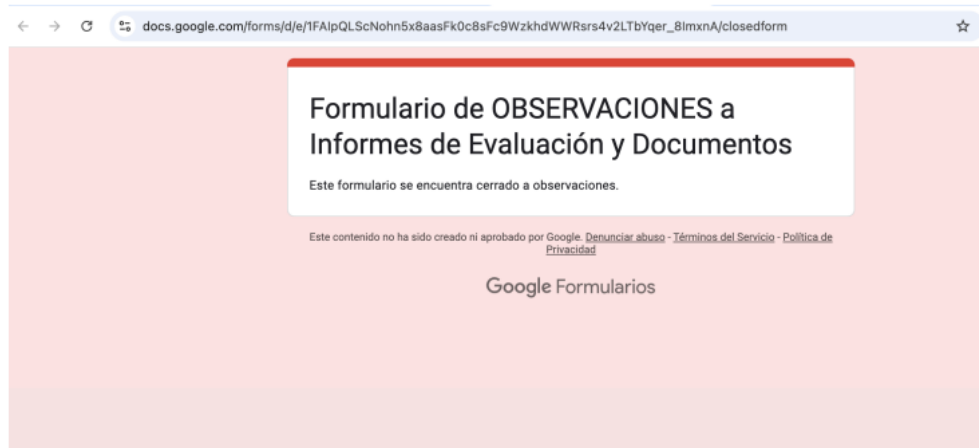 docs.google.com/forms/d/e/1FAIpQLScNohn5x8aasFk0c8sFc9WzkhdWWRsrs4v2LTbYqer_8ImxnA/closedform
Formulario de OBSERVACIONES a
Informes de Evaluación y Documentos
Este formulario se encuentra cerrado a observaciones.
Este contenido no ha sido creado ni aprobado por Google. Denunciar abuso - Términos del Servicio - Política de
Privacidad
Google Formularios